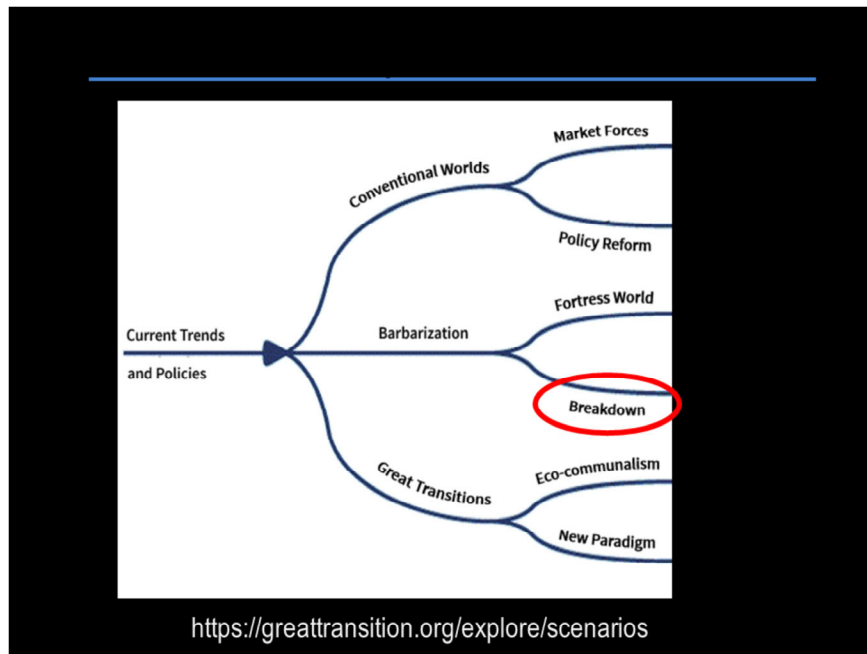 Market Forces
Conventional Worlds
Policy Reform
Fortress World
Current Trends
Barbarization
and Policies
Breakdown
Great Transitions
Eco-communalism
New Paradigm
https://greattransition.org/explore/scenarios